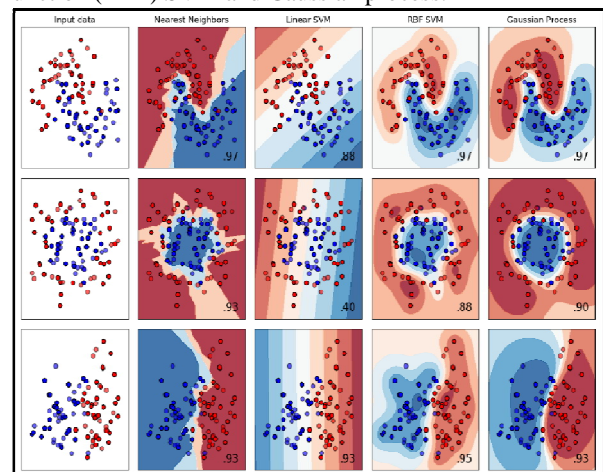 Input data Nearest Neighbors Linear SVM RBF SVM Gaussian Process
.97 .88 .97 .97
.93 .40 .88 .90
.93 .93 .95 .93